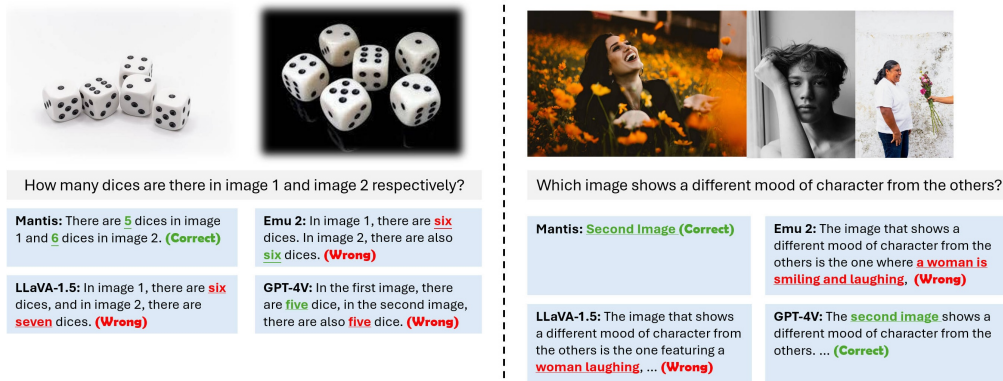 How many dices are there in image 1 and image 2 respectively?
Mantis: There are 5 dices in image
1 and 6 dices in image 2. (Correct)
Emu 2: In image 1, there are six
dices. In image 2, there are also
six dices. (Wrong)
LLaVA-1.5: In image 1, there are six
dices, and in image 2, there are
seven dices. (Wrong)
GPT-4V: In the first image, there
are five dice, in the second image,
there are also five dice. (Wrong)
Which image shows a different mood of character from the others?
Mantis: Second Image (Correct)
Emu 2: The image that shows a
different mood of character from the
others is the one where a woman is
smiling and laughing, (Wrong)
LLaVA-1.5: The image that shows
a different mood of character from
the others is the one featuring a
woman laughing, ... (Wrong)
GPT-4V: The second image shows a
different mood of character from the
others. ... (Correct)